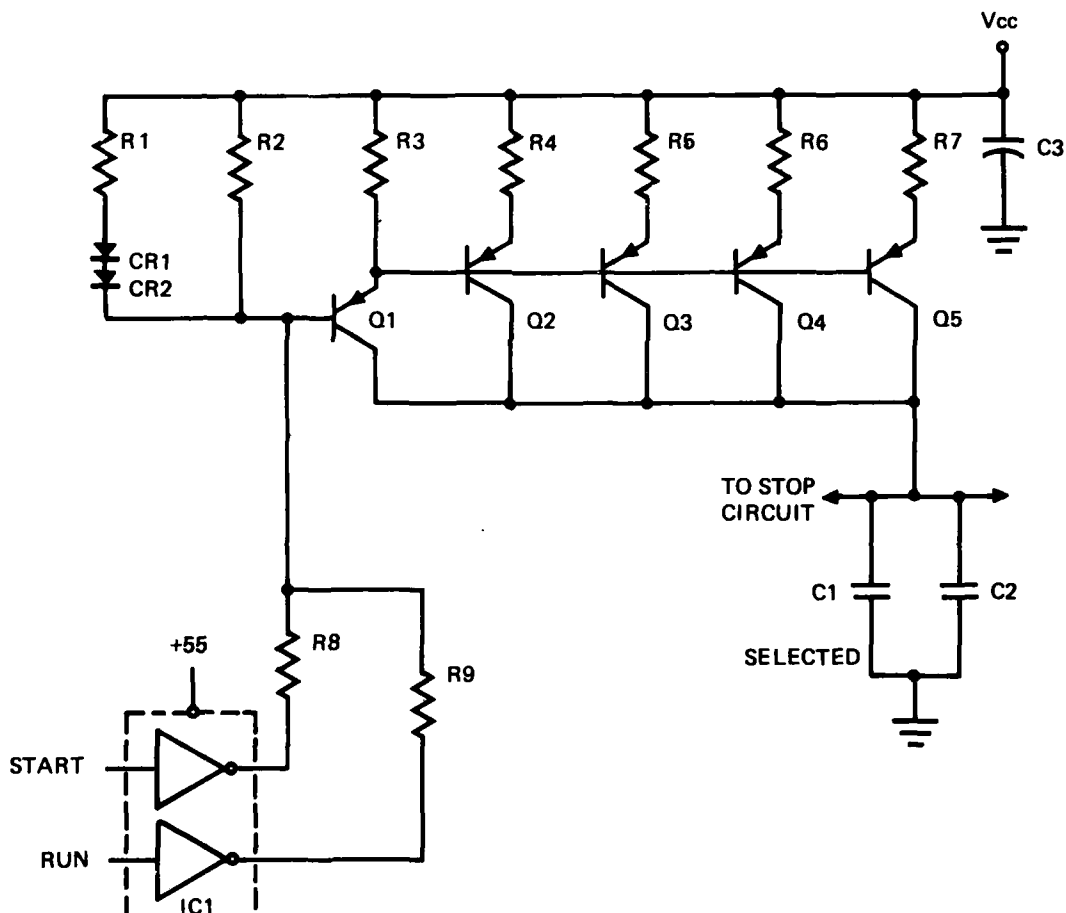 Vcc
R1
R2
R3
R4
R5
R6
R7
C3
CR1
CR2
Q1
Q2
Q3
Q4
Q5
TO STOP
CIRCUIT
C1
C2
SELECTED
+55
R8
R9
START
RUN
IC1